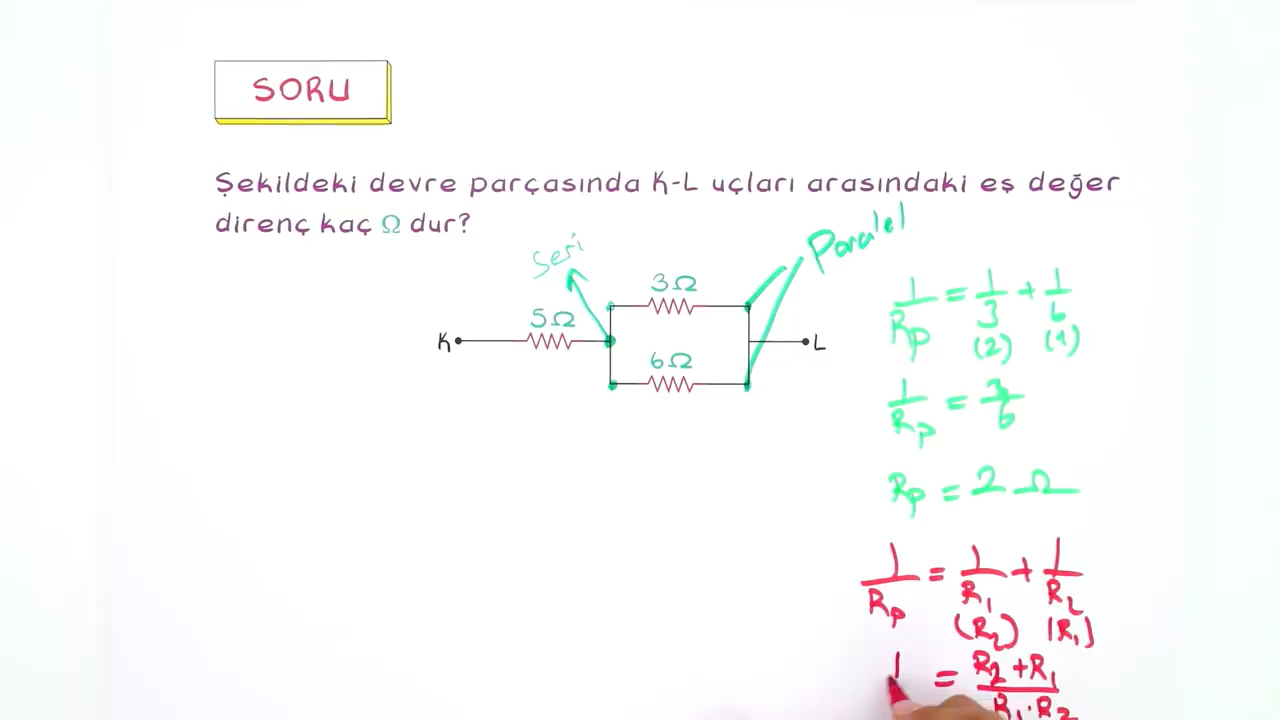 SORU
Şekildeki devre parçasında K-L uçları arasındaki eş değer
direnç kaç Ω dur?
Seri
Paralel
3Ω
5Ω
K
L
6Ω
1/Rp = 1/3 + 1/6
(2) (1)
1/Rp = 3/6
Rp = 2 Ω
1/Rp = 1/R1 + 1/R2
(R2) (R1)
1 = R2 + R1 / R1 · R2